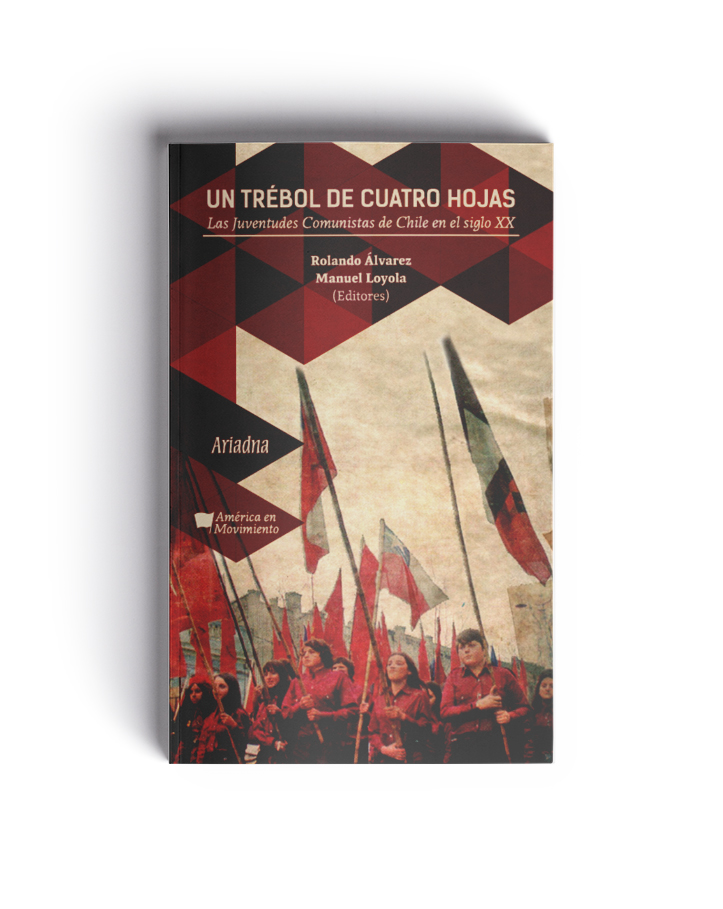 UN TRÉBOL DE CUATRO HOJAS
Las Juventudes Comunistas de Chile en el siglo XX
Rolando Álvarez
Manuel Loyola
(Editores)
Ariadna
América en
Movimiento